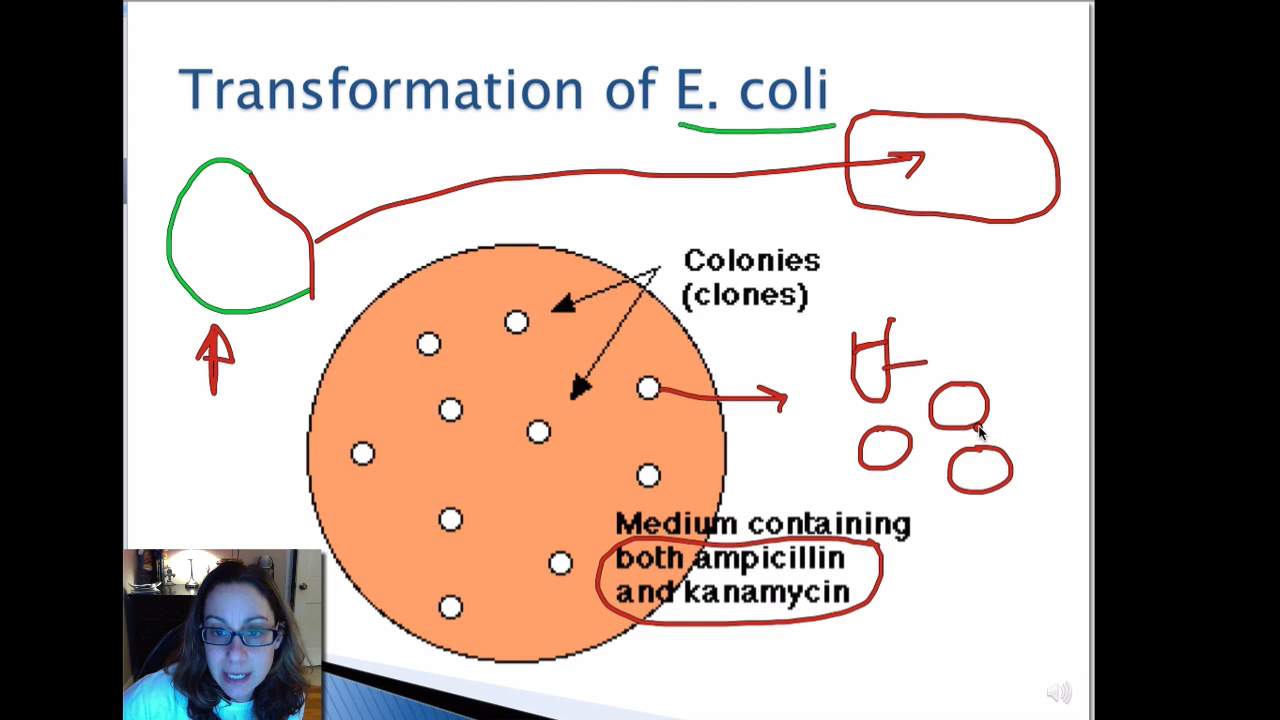 Transformation of E. coli
Colonies
(clones)
Medium containing
both ampicillin
and kanamycin